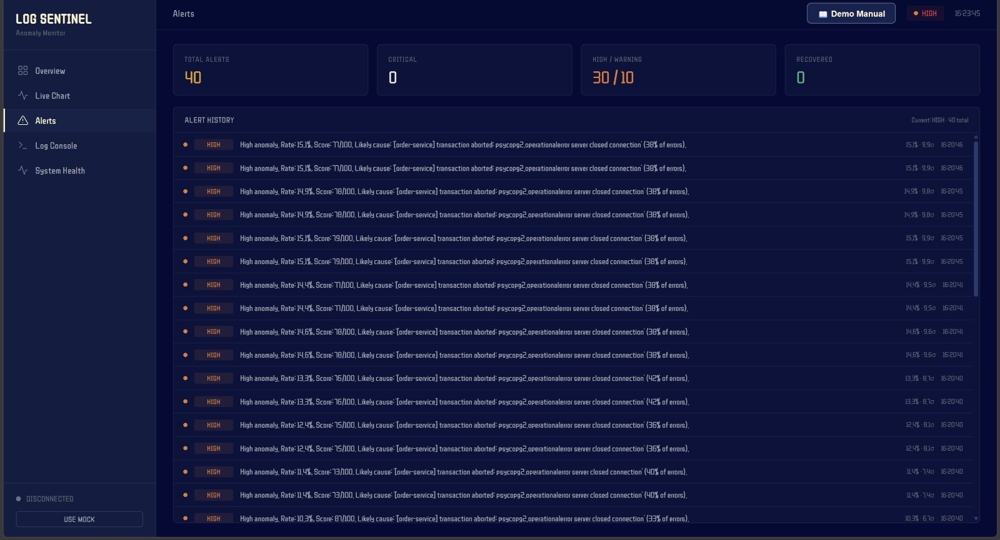 LOG SENTINEL
Anomaly Monitor
Overview
Live Chart
Alerts
Log Console
System Health
DISCONNECTED
USE MOCK
Alerts
Demo Manual
HIGH
16:23:45
TOTAL ALERTS
40
CRITICAL
0
HIGH / WARNING
30 / 10
RECOVERED
0
ALERT HISTORY
Current: HIGH · 40 total
HIGH High anomaly. Rate: 15.1%, Score: 77/100. Likely cause: '[order-service] transaction aborted: psycopg2.operationalerror server closed connection' (38% of errors). 15.1% · 9.9σ 16:20:46
HIGH High anomaly. Rate: 15.1%, Score: 77/100. Likely cause: '[order-service] transaction aborted: psycopg2.operationalerror server closed connection' (38% of errors). 15.1% · 9.9σ 16:20:46
HIGH High anomaly. Rate: 14.9%, Score: 78/100. Likely cause: '[order-service] transaction aborted: psycopg2.operationalerror server closed connection' (38% of errors). 14.9% · 9.8σ 16:20:45
HIGH High anomaly. Rate: 14.9%, Score: 78/100. Likely cause: '[order-service] transaction aborted: psycopg2.operationalerror server closed connection' (38% of errors). 14.9% · 9.8σ 16:20:45
HIGH High anomaly. Rate: 15.1%, Score: 79/100. Likely cause: '[order-service] transaction aborted: psycopg2.operationalerror server closed connection' (38% of errors). 15.1% · 9.9σ 16:20:45
HIGH High anomaly. Rate: 15.1%, Score: 79/100. Likely cause: '[order-service] transaction aborted: psycopg2.operationalerror server closed connection' (38% of errors). 15.1% · 9.9σ 16:20:45
HIGH High anomaly. Rate: 14.4%, Score: 77/100. Likely cause: '[order-service] transaction aborted: psycopg2.operationalerror server closed connection' (38% of errors). 14.4% · 9.5σ 16:20:41
HIGH High anomaly. Rate: 14.4%, Score: 77/100. Likely cause: '[order-service] transaction aborted: psycopg2.operationalerror server closed connection' (38% of errors). 14.4% · 9.5σ 16:20:41
HIGH High anomaly. Rate: 14.6%, Score: 78/100. Likely cause: '[order-service] transaction aborted: psycopg2.operationalerror server closed connection' (38% of errors). 14.6% · 9.6σ 16:20:41
HIGH High anomaly. Rate: 14.6%, Score: 78/100. Likely cause: '[order-service] transaction aborted: psycopg2.operationalerror server closed connection' (38% of errors). 14.6% · 9.6σ 16:20:41
HIGH High anomaly. Rate: 13.3%, Score: 76/100. Likely cause: '[order-service] transaction aborted: psycopg2.operationalerror server closed connection' (42% of errors). 13.3% · 8.7σ 16:20:40
HIGH High anomaly. Rate: 13.3%, Score: 76/100. Likely cause: '[order-service] transaction aborted: psycopg2.operationalerror server closed connection' (42% of errors). 13.3% · 8.7σ 16:20:40
HIGH High anomaly. Rate: 12.4%, Score: 75/100. Likely cause: '[order-service] transaction aborted: psycopg2.operationalerror server closed connection' (36% of errors). 12.4% · 8.1σ 16:20:40
HIGH High anomaly. Rate: 12.4%, Score: 75/100. Likely cause: '[order-service] transaction aborted: psycopg2.operationalerror server closed connection' (36% of errors). 12.4% · 8.1σ 16:20:40
HIGH High anomaly. Rate: 11.4%, Score: 73/100. Likely cause: '[order-service] transaction aborted: psycopg2.operationalerror server closed connection' (40% of errors). 11.4% · 7.4σ 16:20:40
HIGH High anomaly. Rate: 11.4%, Score: 73/100. Likely cause: '[order-service] transaction aborted: psycopg2.operationalerror server closed connection' (40% of errors). 11.4% · 7.4σ 16:20:40
HIGH High anomaly. Rate: 10.3%, Score: 87/100. Likely cause: '[order-service] transaction aborted: psycopg2.operationalerror server closed connection' (33% of errors). 10.3% · 6.7σ 16:20:40